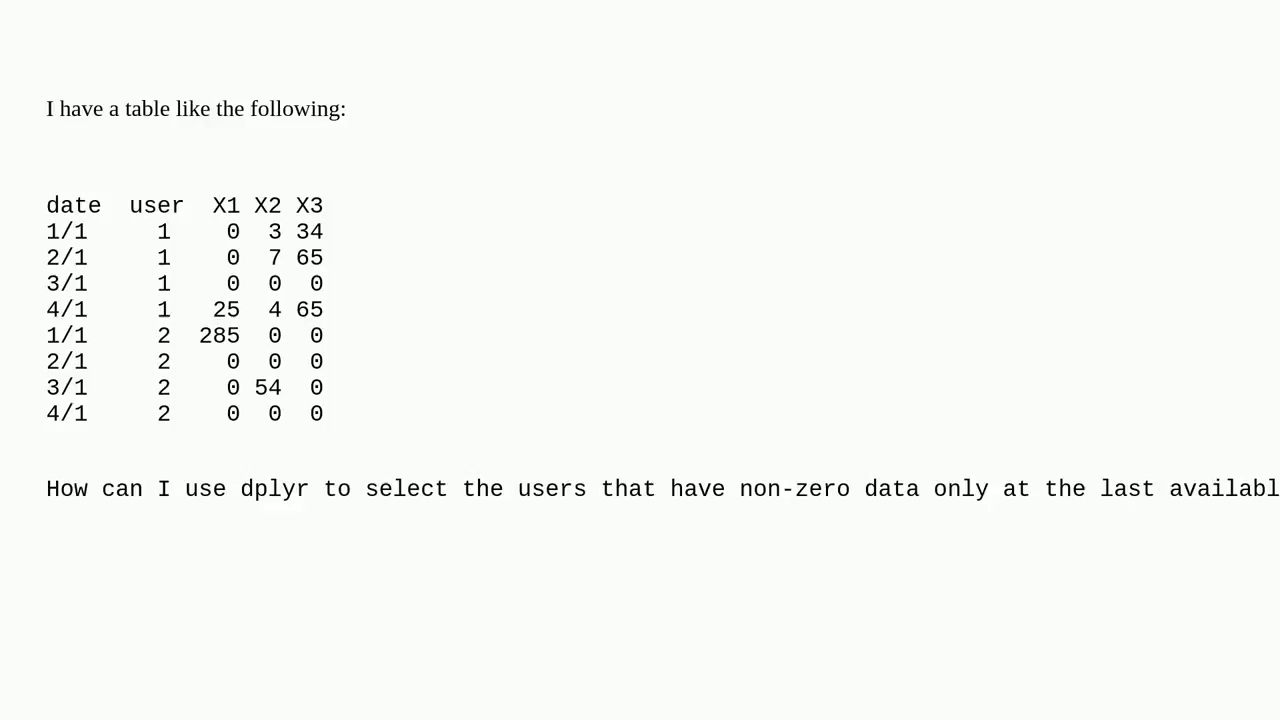 I have a table like the following:
date  user  X1 X2 X3
1/1     1    0  3 34
2/1     1    0  7 65
3/1     1    0  0  0
4/1     1   25  4 65
1/1     2  285  0  0
2/1     2    0  0  0
3/1     2    0 54  0
4/1     2    0  0  0
How can I use dplyr to select the users that have non-zero data only at the last availabl